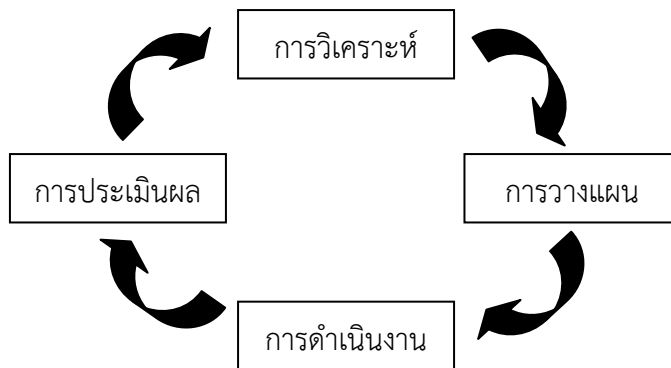 การวิเคราะห์
การประเมินผล
การวางแผน
การดำเนินงาน